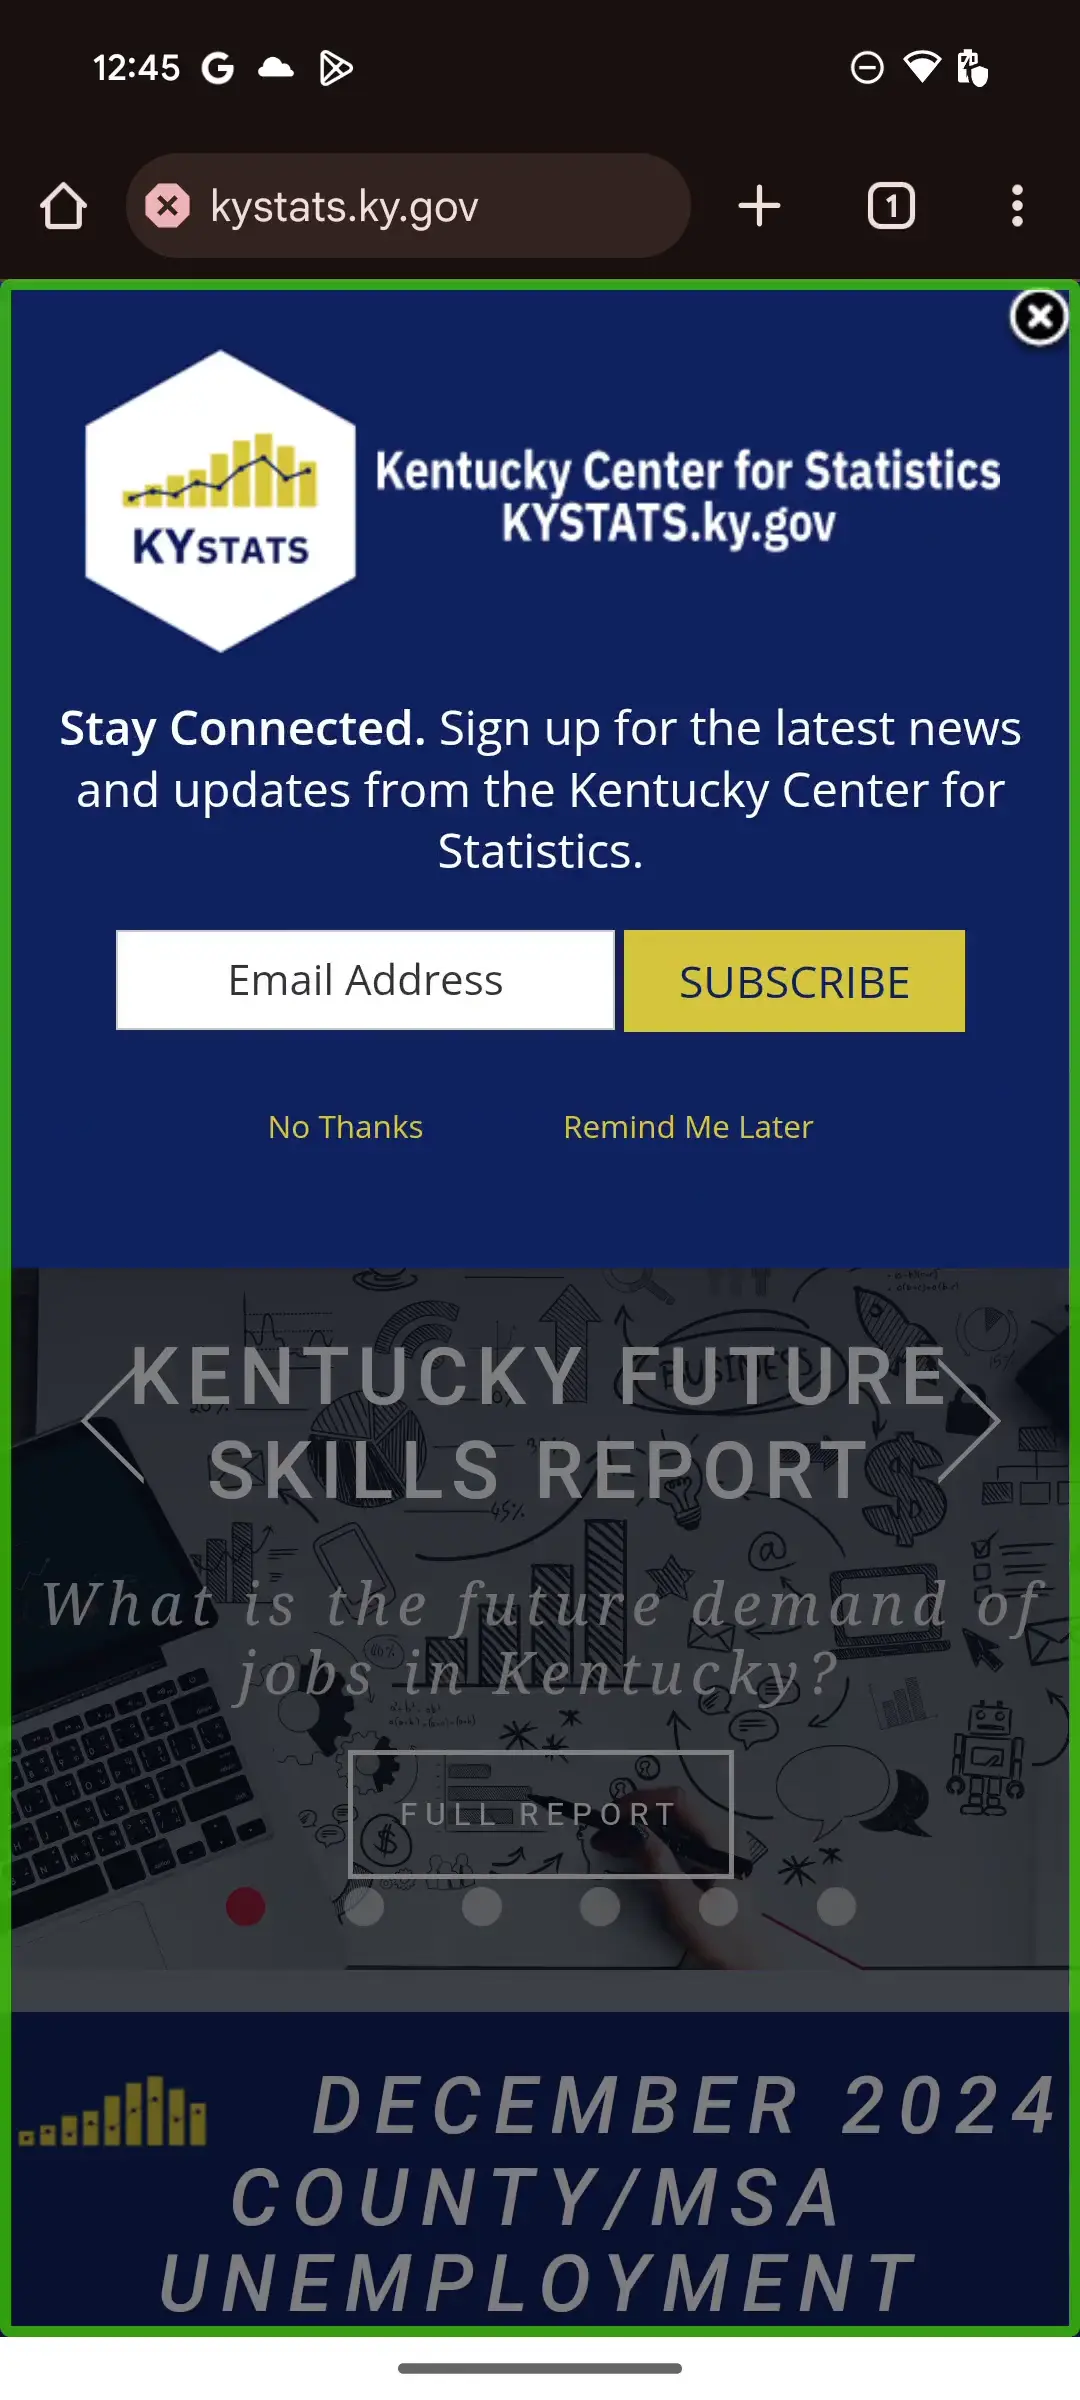 12:45
kystats.ky.gov
1
KYSTATS
Kentucky Center for Statistics
KYSTATS.ky.gov
Stay Connected. Sign up for the latest news
and updates from the Kentucky Center for
Statistics.
Email Address
SUBSCRIBE
No Thanks
Remind Me Later
KENTUCKY FUTURE
SKILLS REPORT
What is the future demand of
jobs in Kentucky?
FULL REPORT
DECEMBER 2024
COUNTY/MSA
UNEMPLOYMENT